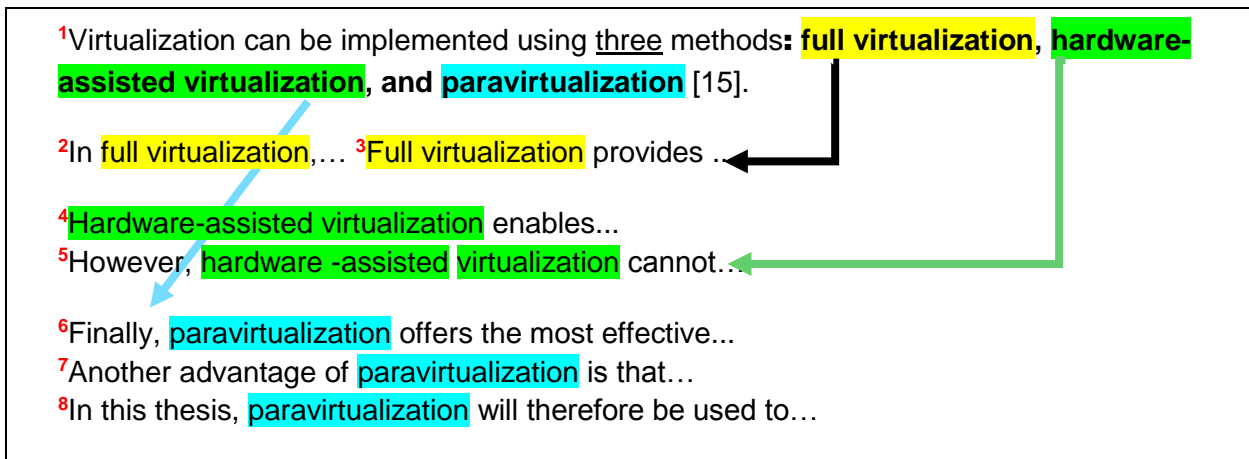 ¹Virtualization can be implemented using three methods: full virtualization, hardware-
assisted virtualization, and paravirtualization [15].
²In full virtualization,… ³Full virtualization provides ..
⁴Hardware-assisted virtualization enables...
⁵However, hardware -assisted virtualization cannot…
⁶Finally, paravirtualization offers the most effective...
⁷Another advantage of paravirtualization is that…
⁸In this thesis, paravirtualization will therefore be used to…